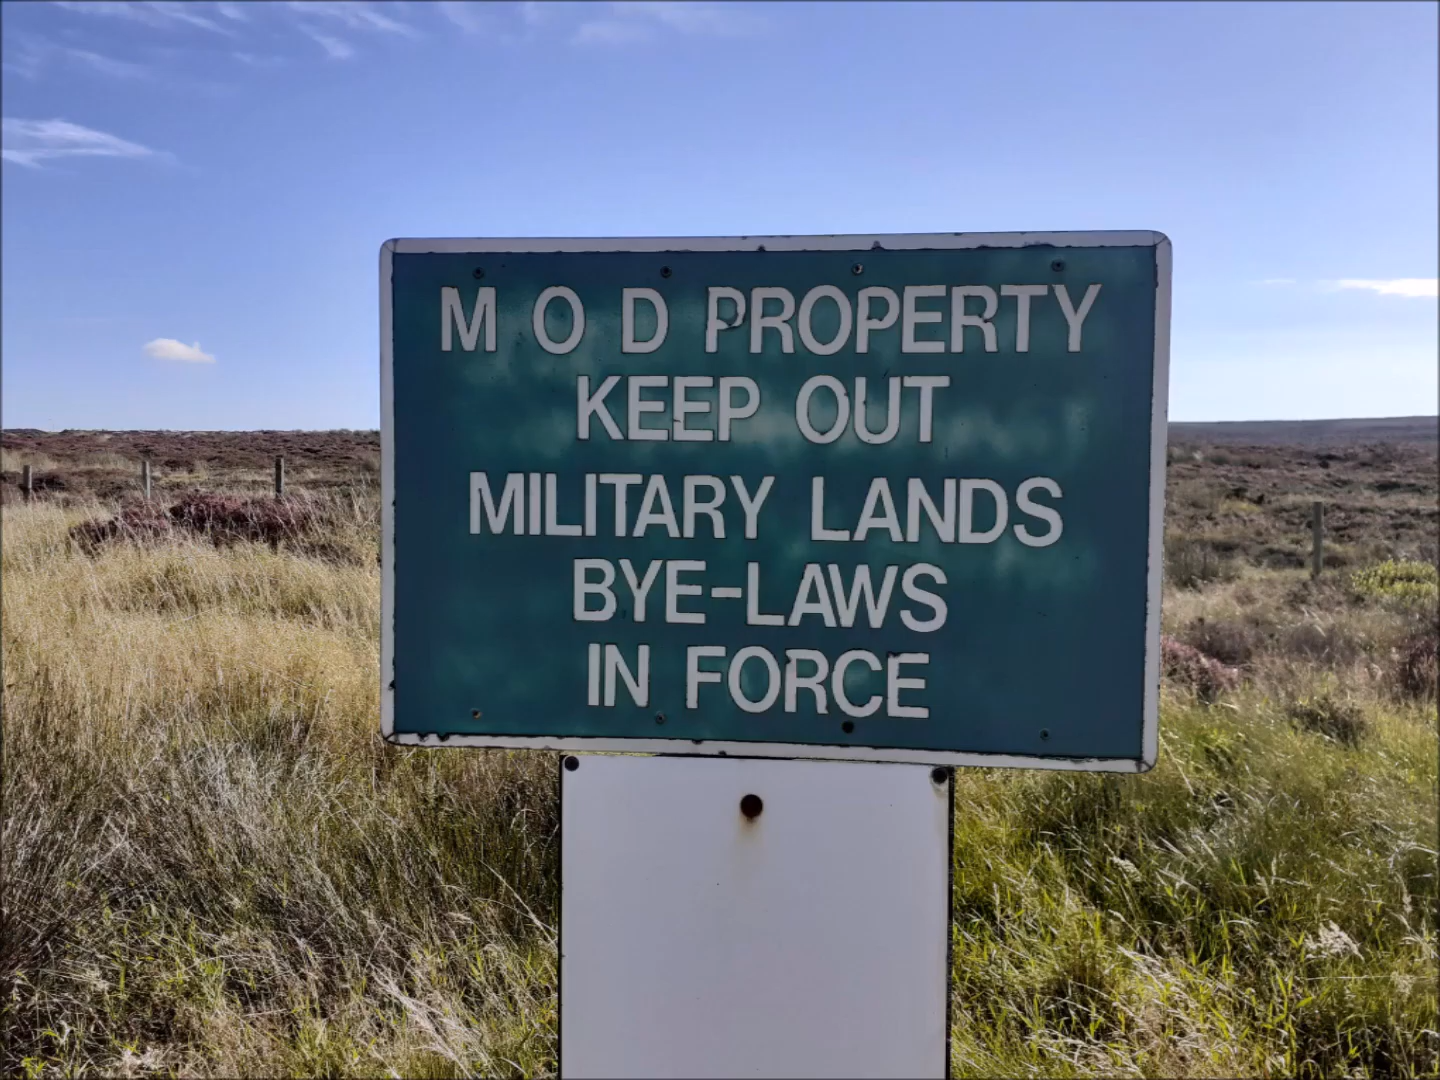 M O D PROPERTY
KEEP OUT
MILITARY LANDS
BYE-LAWS
IN FORCE